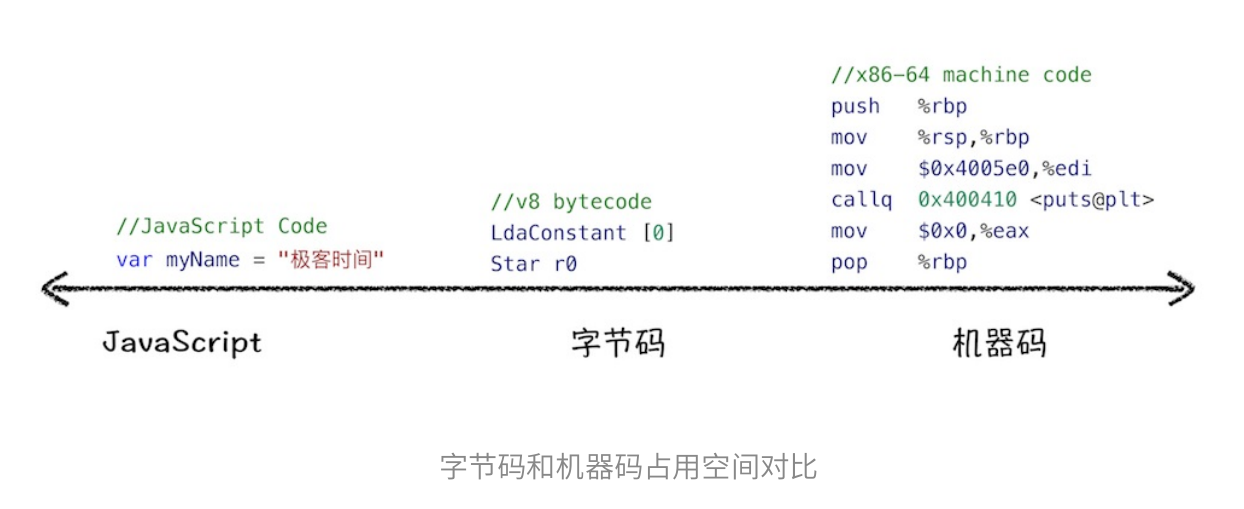 //JavaScript Code
var myName = "极客时间"
//v8 bytecode
LdaConstant [0]
Star r0
//x86-64 machine code
push %rbp
mov %rsp,%rbp
mov $0x4005e0,%edi
callq 0x400410 <puts@plt>
mov $0x0,%eax
pop %rbp
JavaScript
字节码
机器码
字节码和机器码占用空间对比